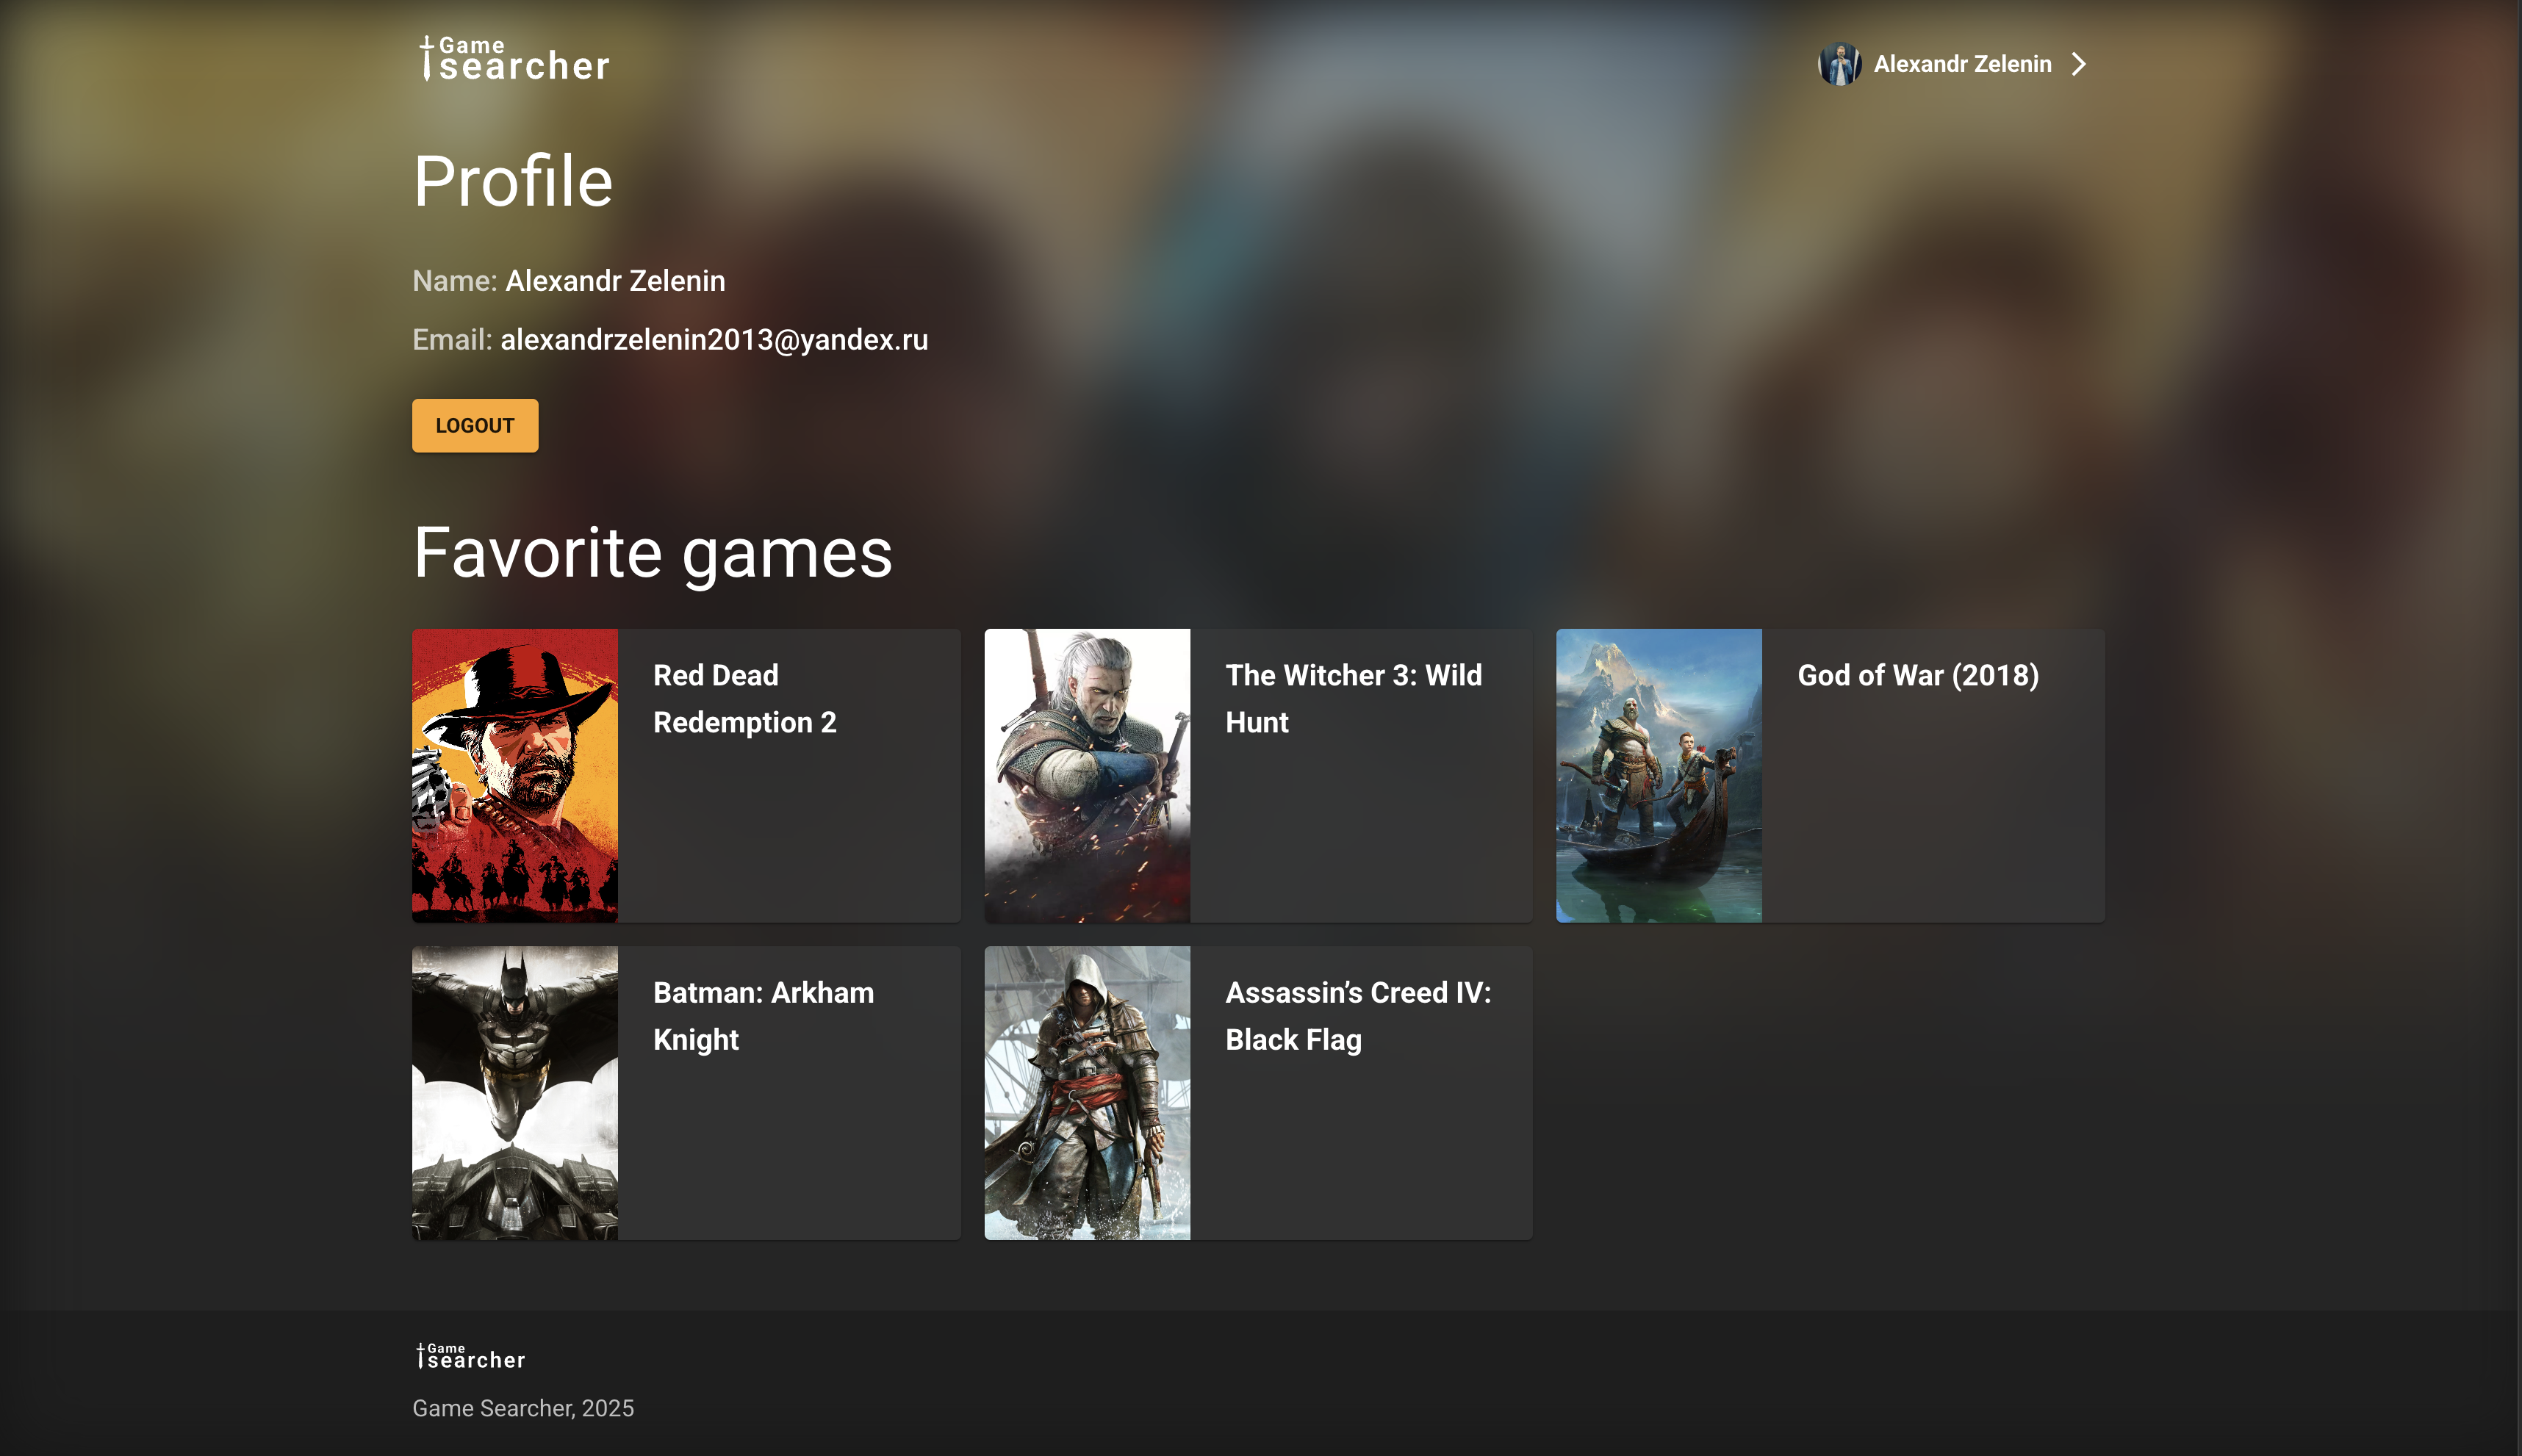 Game
searcher
Alexandr Zelenin
Profile
Name: Alexandr Zelenin
Email: alexandrzelenin2013@yandex.ru
LOGOUT
Favorite games
Red Dead
Redemption 2
The Witcher 3: Wild
Hunt
God of War (2018)
Batman: Arkham
Knight
Assassin’s Creed IV:
Black Flag
Game
searcher
Game Searcher, 2025